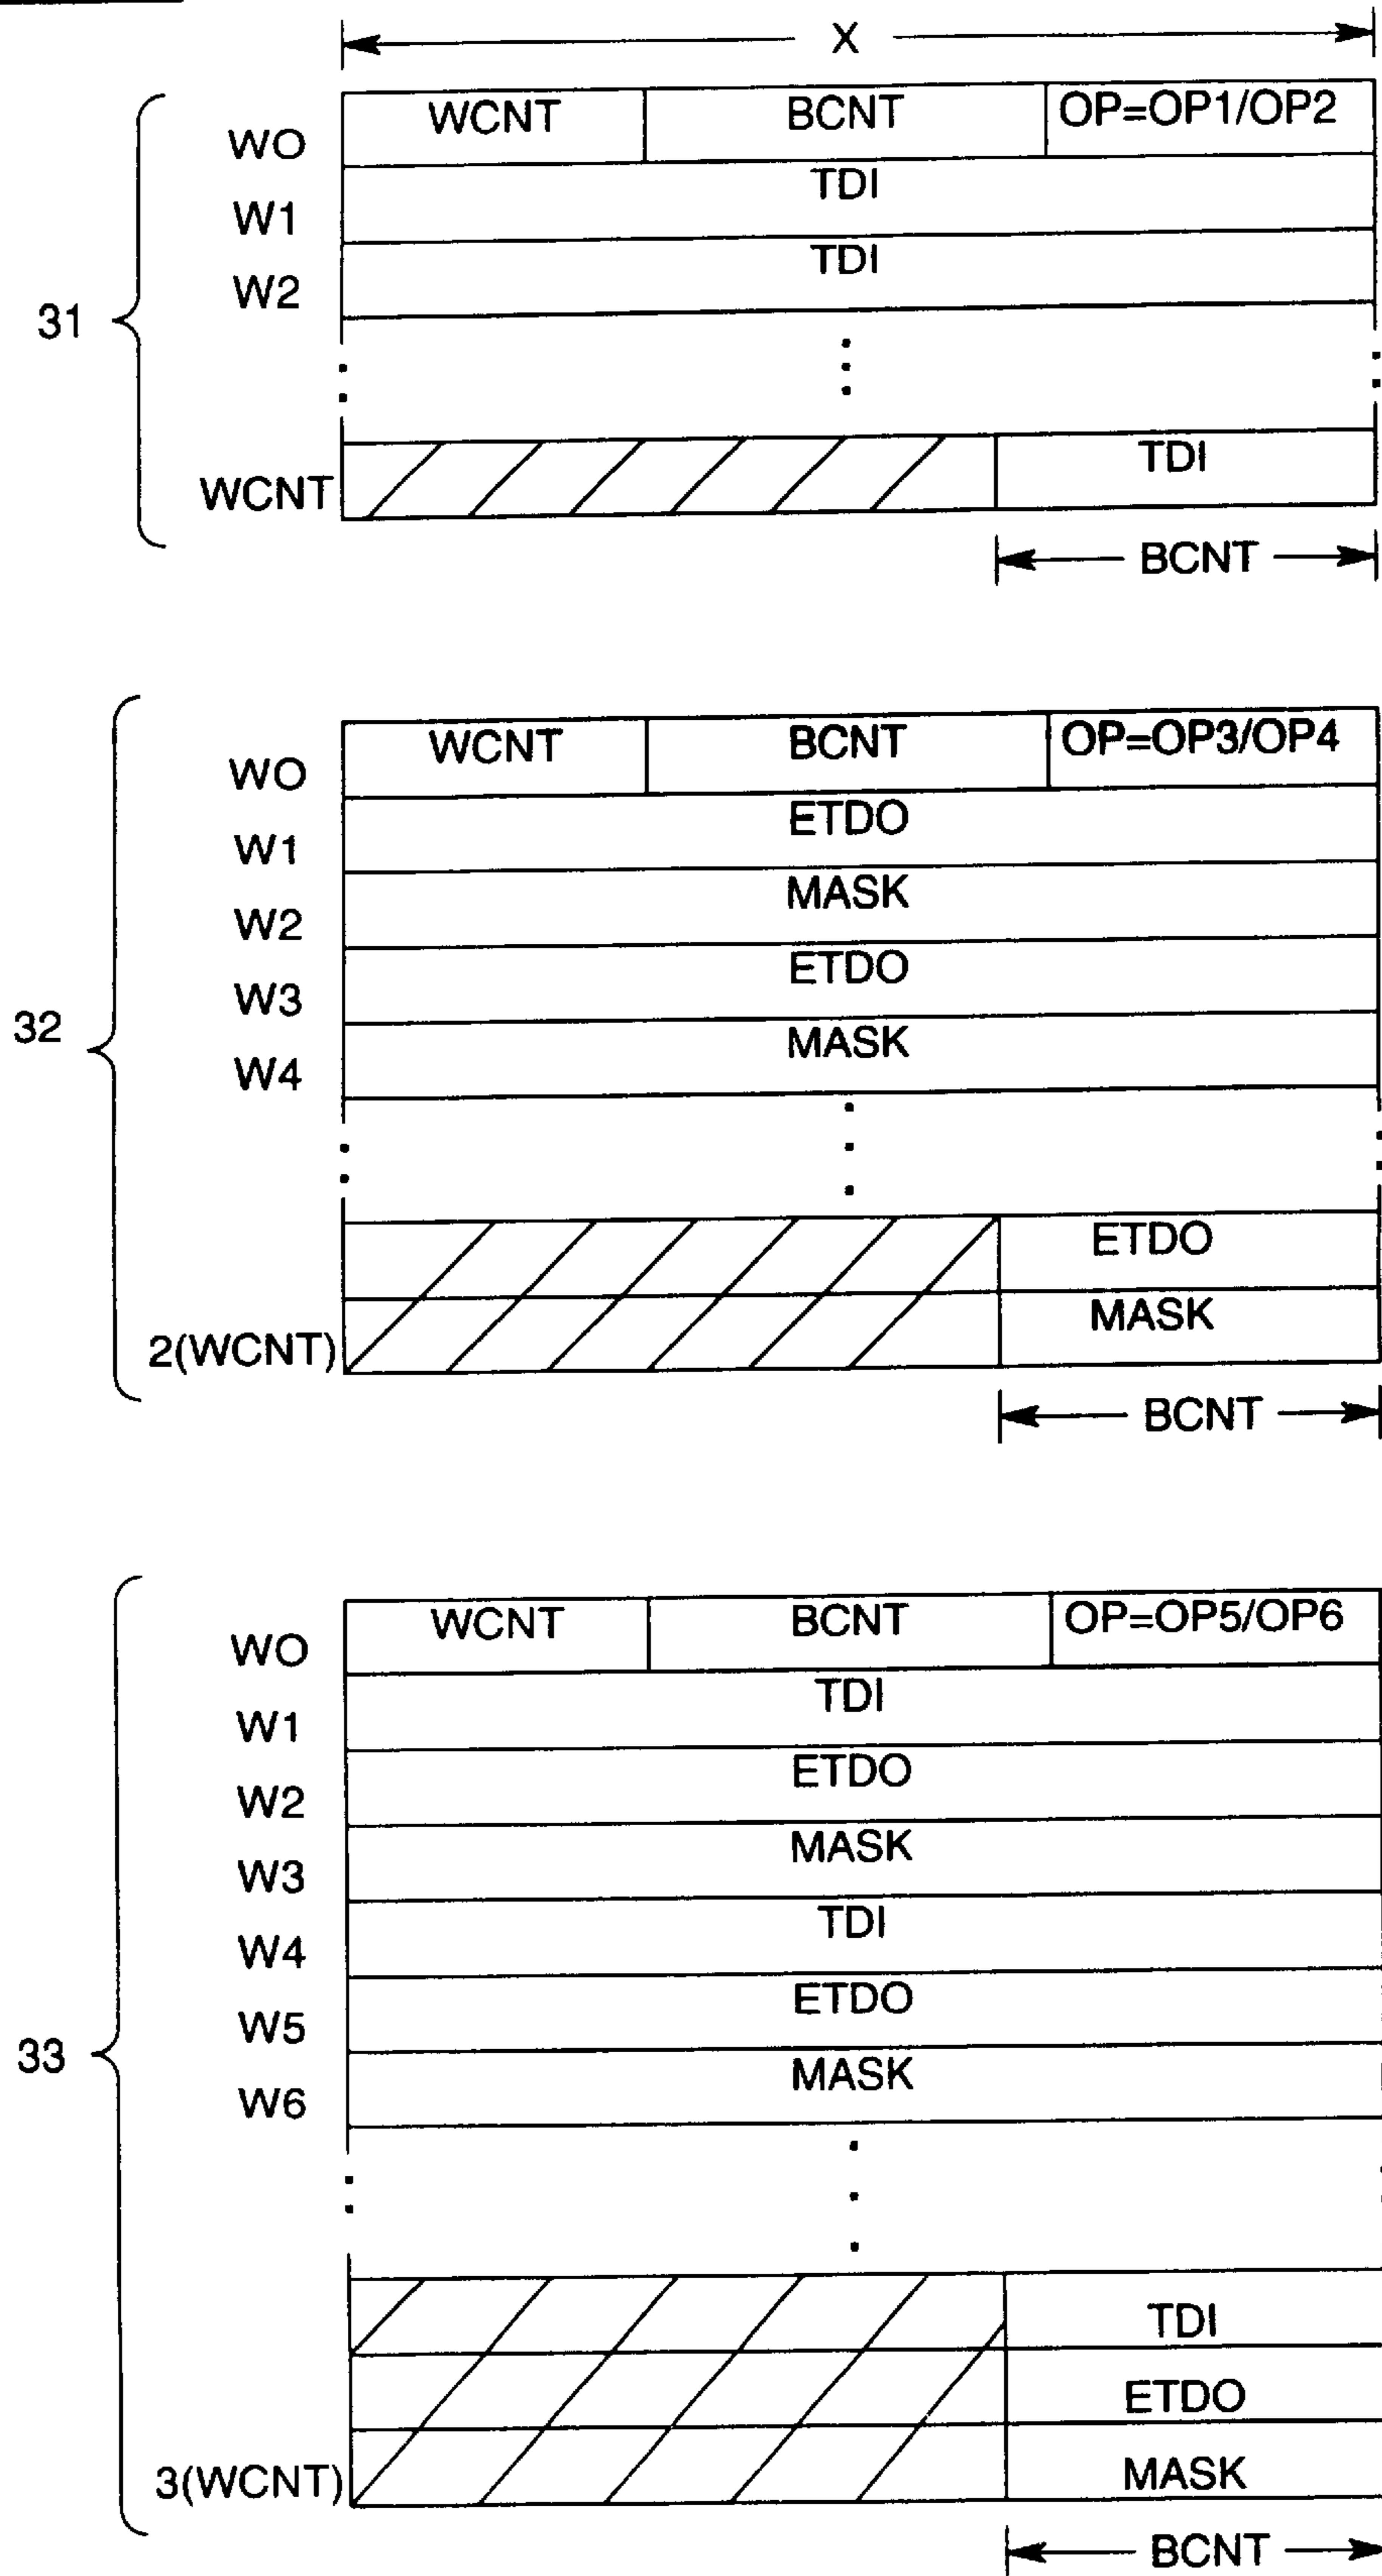 X
WO WCNT BCNT OP=OP1/OP2
W1 TDI
W2 TDI
31
WCNT TDI
BCNT
WO WCNT BCNT OP=OP3/OP4
W1 ETDO
W2 MASK
W3 ETDO
32
W4 MASK
ETDO
2(WCNT) MASK
BCNT
WO WCNT BCNT OP=OP5/OP6
W1 TDI
W2 ETDO
W3 MASK
W4 TDI
W5 ETDO
33
W6 MASK
TDI
ETDO
3(WCNT) MASK
BCNT